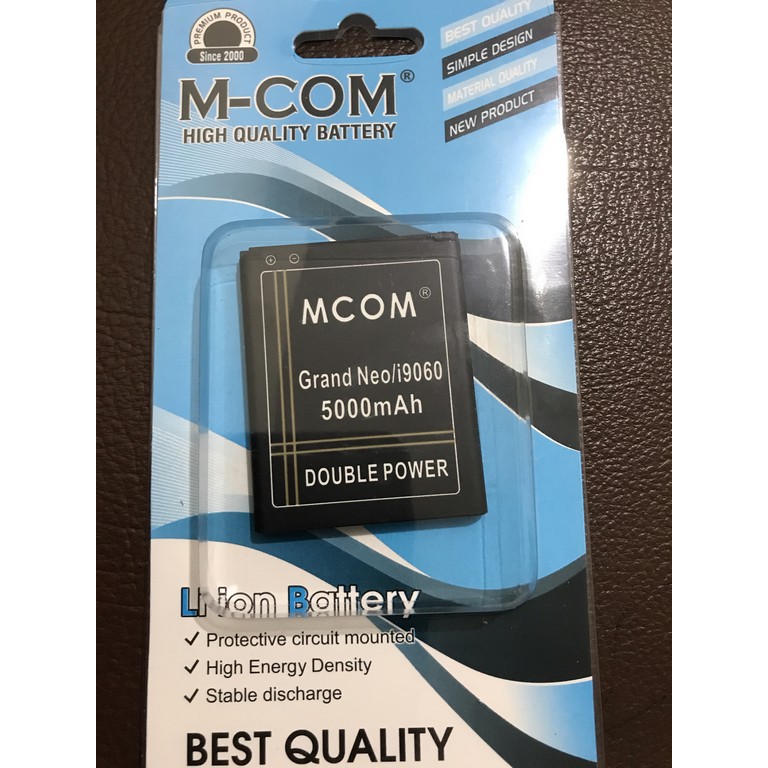 PREMIUM PRODUCT
Since 2000
M-COM®
HIGH QUALITY BATTERY
BEST QUALITY
SIMPLE DESIGN
MATERIAL QUALITY
NEW PRODUCT
+ -
MCOM®
Grand Neo/i9060
5000mAh
DOUBLE POWER
Li-ion Battery
✓ Protective circuit mounted
✓ High Energy Density
✓ Stable discharge
BEST QUALITY